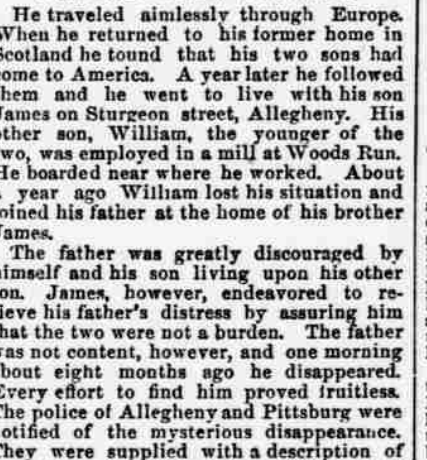 He traveled aimlessly through Europe.
When he returned to his former home in
Scotland he tound that his two sons had
come to America. A year later he followed
them and he went to live with his son
James on Sturgeon street, Allegheny. His
other son, William, the younger of the
two, was employed in a mill at Woods Run.
He boarded near where he worked. About
a year ago William lost his situation and
joined his father at the home of his brother
James.
The father was greatly discouraged by
himself and his son living upon his other
son. James, however, endeavored to re-
lieve his father's distress by assuring him
that the two were not a burden. The father
was not content, however, and one morning
about eight months ago he disappeared.
Every effort to find him proved fruitless.
The police of Allegheny and Pittsburg were
notified of the mysterious disappearance.
They were supplied with a description of